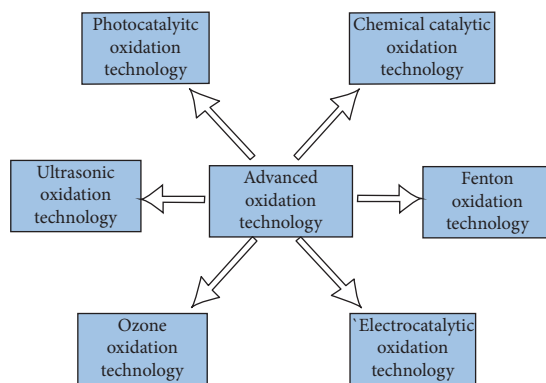 Photocatalyitc
oxidation
technology
Chemical catalytic
oxidation
technology
Ultrasonic
oxidation
technology
Advanced
oxidation
technology
Fenton
oxidation
technology
Ozone
oxidation
technology
`Electrocatalytic
oxidation
technology